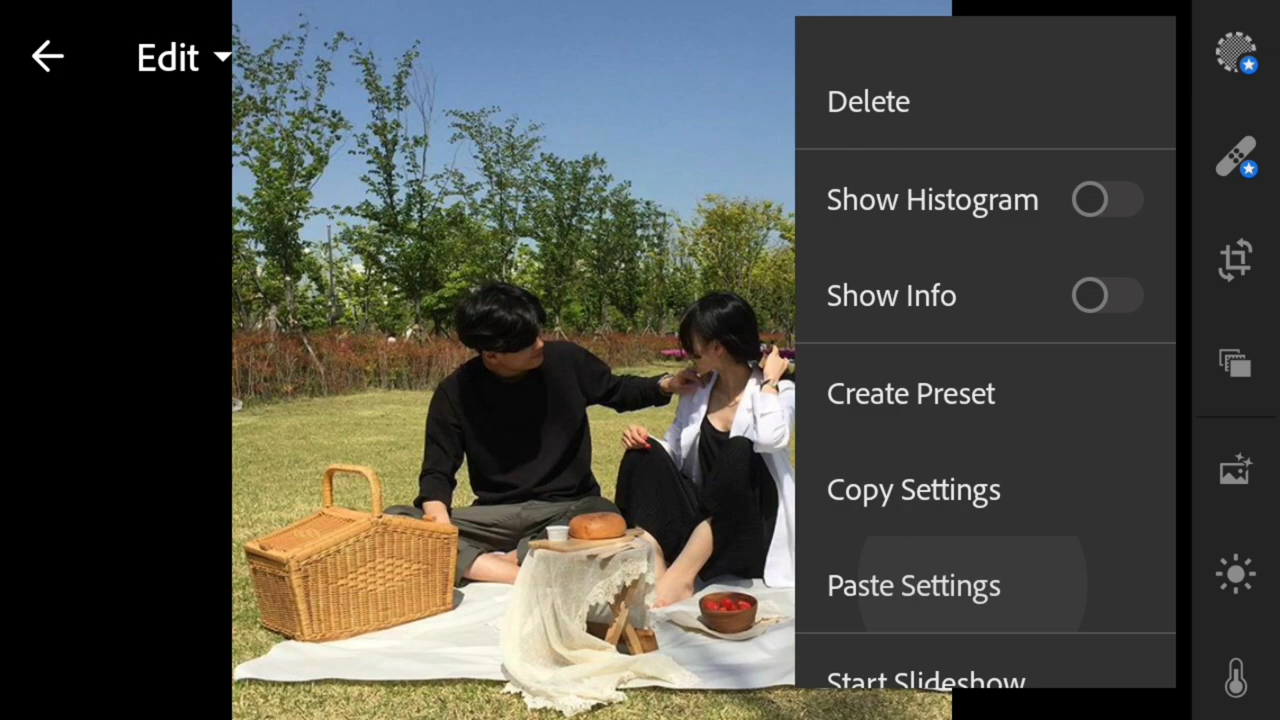 Edit
Delete
Show Histogram
Show Info
Create Preset
Copy Settings
Paste Settings
Start Slideshow